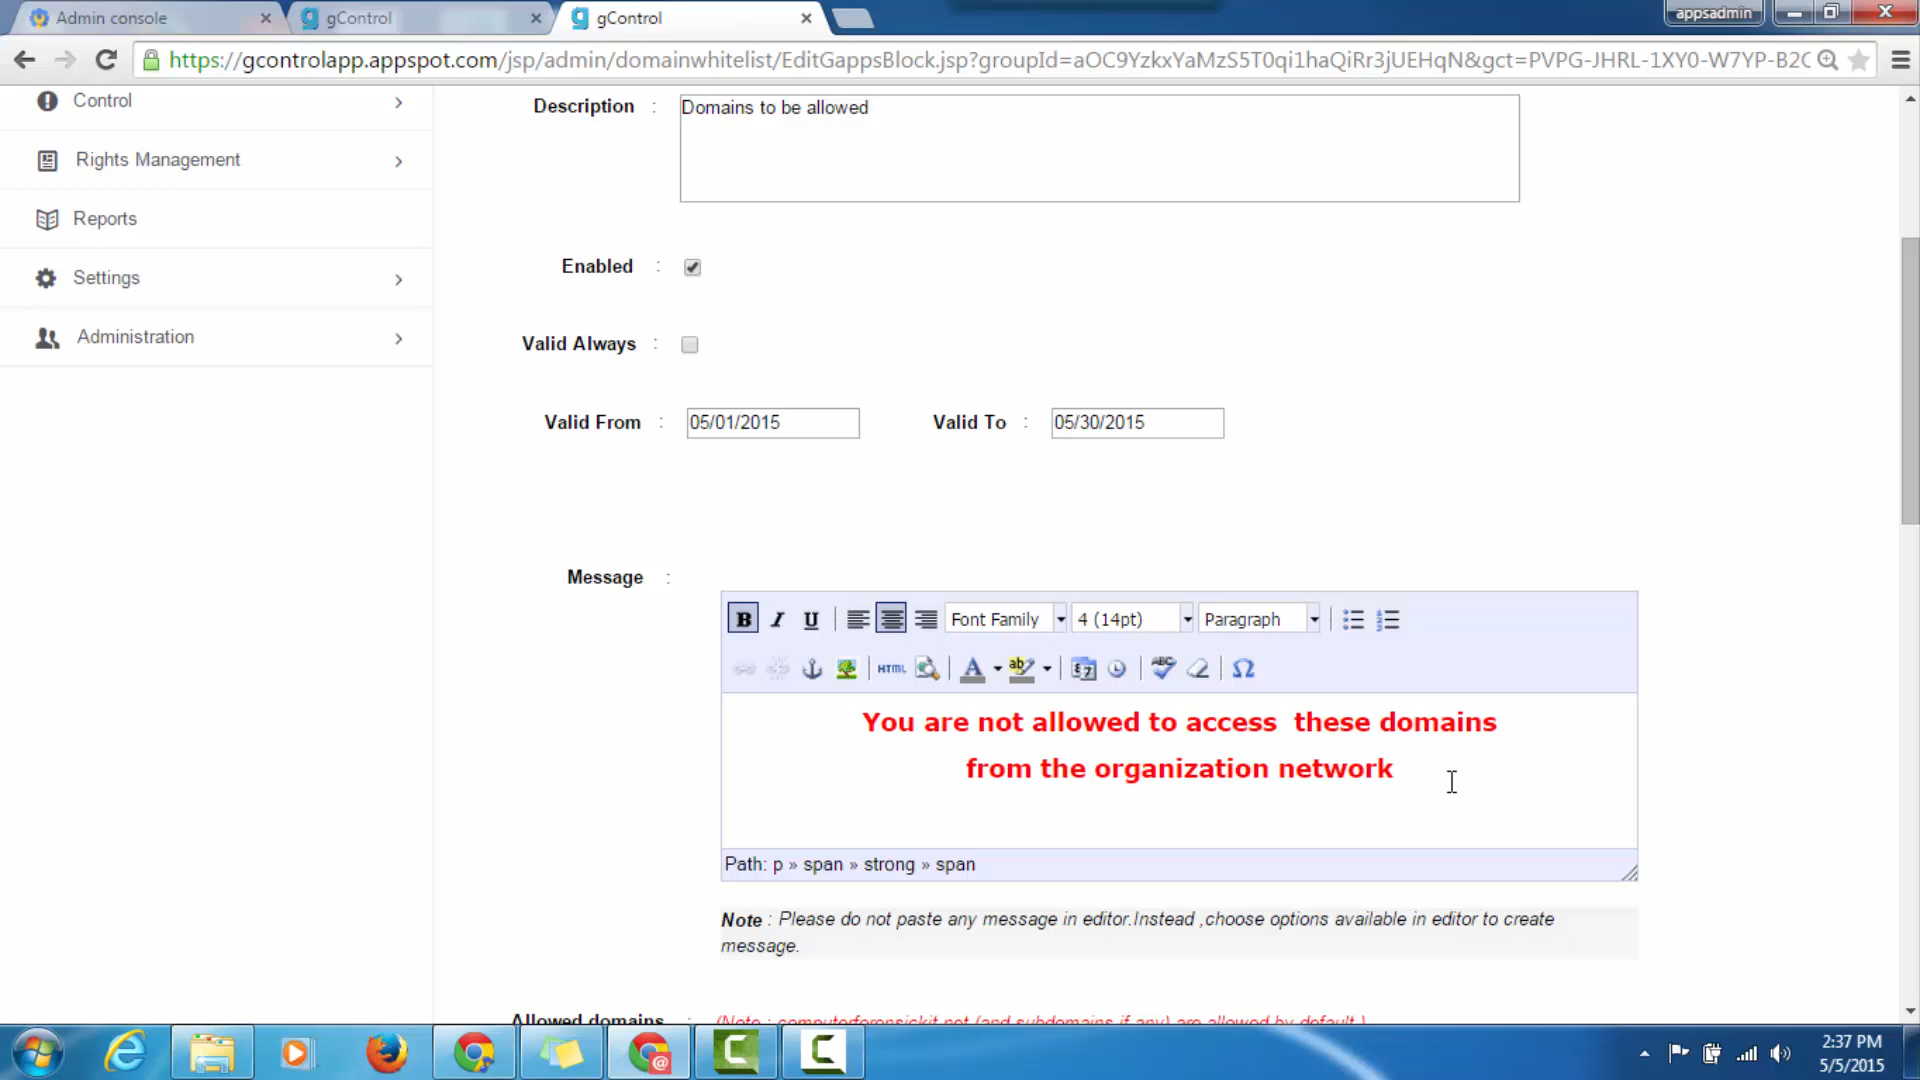 Admin console
gControl
gControl
appsadmin
https://gcontrolapp.appspot.com/jsp/admin/domainwhitelist/EditGappsBlock.jsp?groupId=aOC9YzkxYaMzS5T0qi1haQiRr3jUEHqN&gct=PVPG-JHRL-1XY0-W7YP-B2C
Control
Rights Management
Reports
Settings
Administration
Description :
Domains to be allowed
Enabled :
Valid Always :
Valid From : 05/01/2015 Valid To : 05/30/2015
Message :
B I U Font Family 4 (14pt) Paragraph
HTML A ab ABC Ω
You are not allowed to access these domains
from the organization network
Path: p » span » strong » span
Note : Please do not paste any message in editor.Instead ,choose options available in editor to create
message.
Allowed domains : (Note : computerforensickit.net (and subdomains if any) are allowed by default.)
2:37 PM
5/5/2015